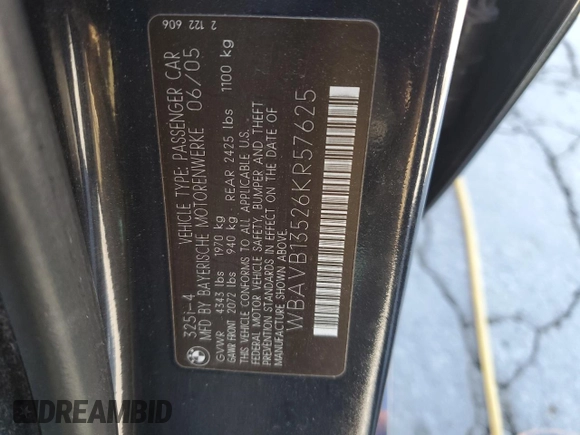 2 122 606
325i-4 VEHICLE TYPE: PASSENGER CAR
MFD BY BAYERISCHE MOTORENWERKE 06/05
GVWR 4343 lbs 1970 kg
GAWR FRONT 2072 lbs 940 kg REAR 2425 lbs 1100 kg
THIS VEHICLE CONFORMS TO ALL APPLICABLE U.S.
FEDERAL MOTOR VEHICLE SAFETY, BUMPER AND THEFT
PREVENTION STANDARDS IN EFFECT ON THE DATE OF
MANUFACTURE SHOWN ABOVE.
WBAVB13526KR57625
DREAMBID